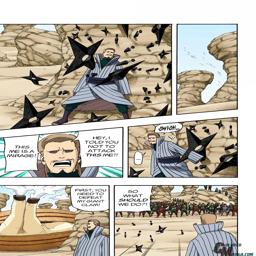 HEY, I
TOLD YOU
NOT TO
ATTACK
THIS ME!!
THIS ME IS
A MIRAGE!
SO WHAT
SHOULD
WE DO?!
FIRST, YOU
NEED TO
DEFEAT
MY GIANT
CLAM!